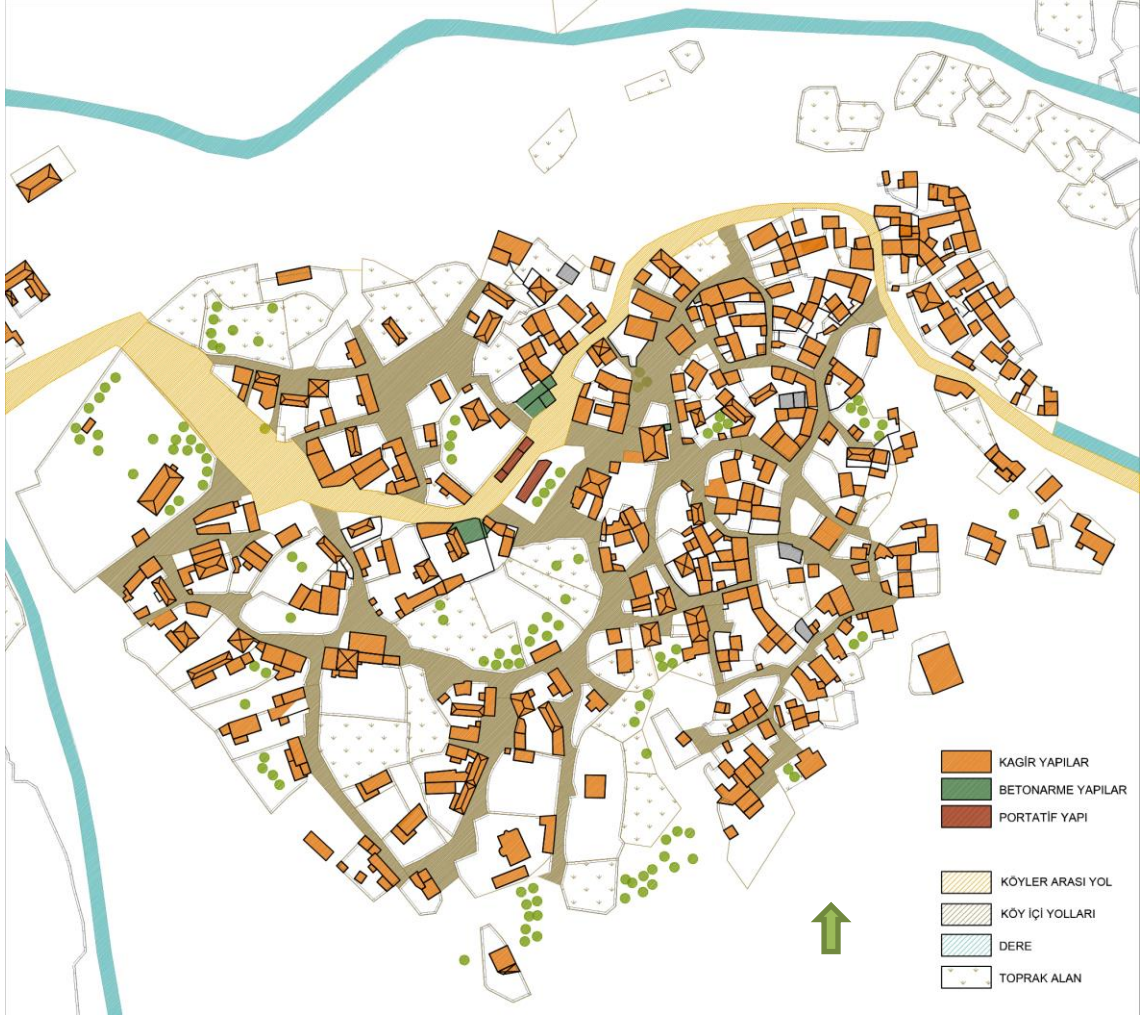 KAGİR YAPILAR
BETONARME YAPILAR
PORTATİF YAPI
KÖYLER ARASI YOL
KÖY İÇİ YOLLARI
DERE
TOPRAK ALAN